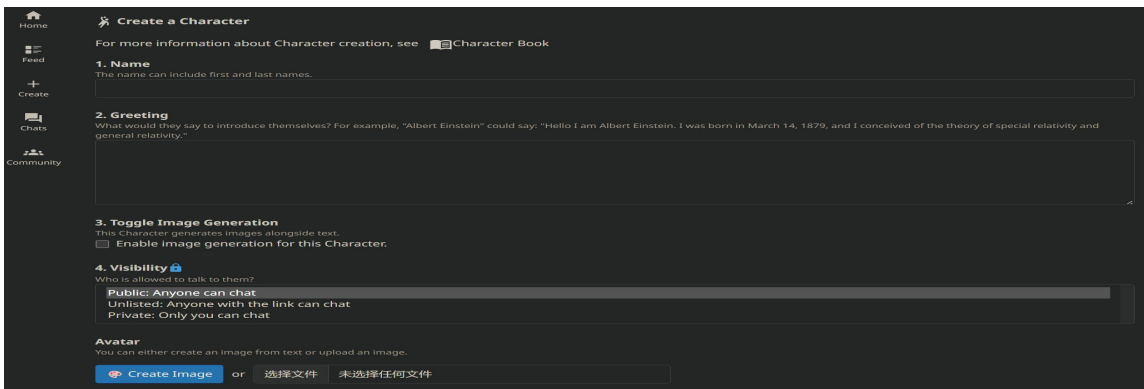 Home
Feed
Create
Chats
Community
Create a Character
For more information about Character creation, see Character Book
1. Name
The name can include first and last names.
2. Greeting
What would they say to introduce themselves? For example, "Albert Einstein" could say: "Hello I am Albert Einstein. I was born in March 14, 1879, and I conceived of the theory of special relativity and
general relativity."
3. Toggle Image Generation
This Character generates images alongside text.
Enable image generation for this Character.
4. Visibility
Who is allowed to talk to them?
Public: Anyone can chat
Unlisted: Anyone with the link can chat
Private: Only you can chat
Avatar
You can either create an image from text or upload an image.
Create Image or 选择文件 未选择任何文件